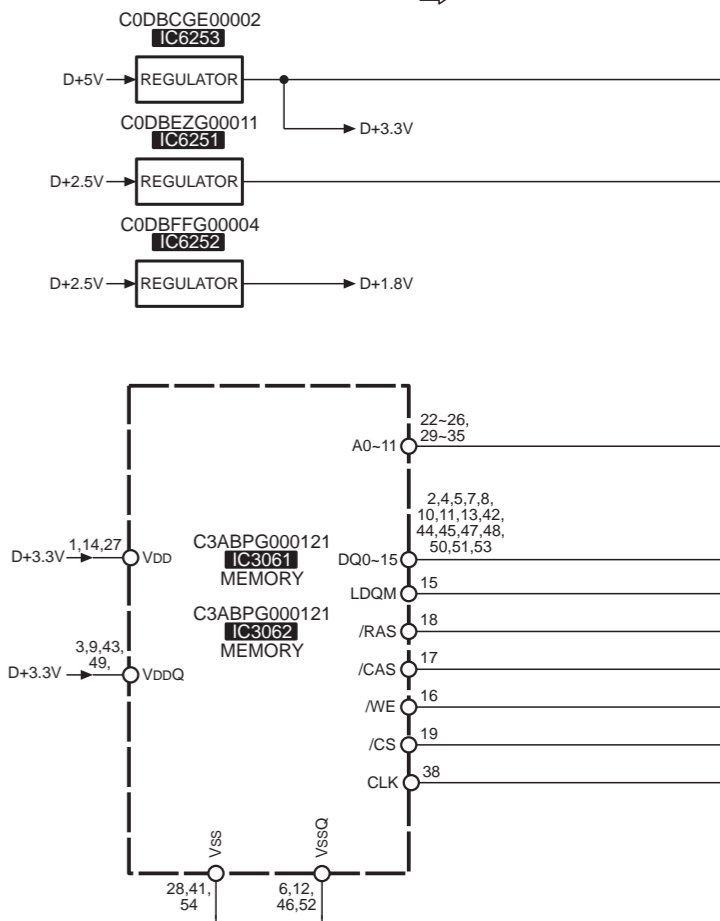 C0DBCGE00002
IC6253
D+5V
REGULATOR
D+3.3V
C0DBEZG00011
IC6251
D+2.5V
REGULATOR
C0DBFFG00004
IC6252
D+2.5V
REGULATOR
D+1.8V
22~26,
29~35
A0~11
2,4,5,7,8,
10,11,13,42,
44,45,47,48,
50,51,53
DQ0~15
D+3.3V
1,14,27
VDD
C3ABPG000121
IC3061
MEMORY
LDQM
15
C3ABPG000121
IC3062
MEMORY
/RAS
18
D+3.3V
3,9,43,
49,
VDDQ
/CAS
17
/WE
16
/CS
19
CLK
38
VSS
VSSQ
28,41,
54
6,12,
46,52